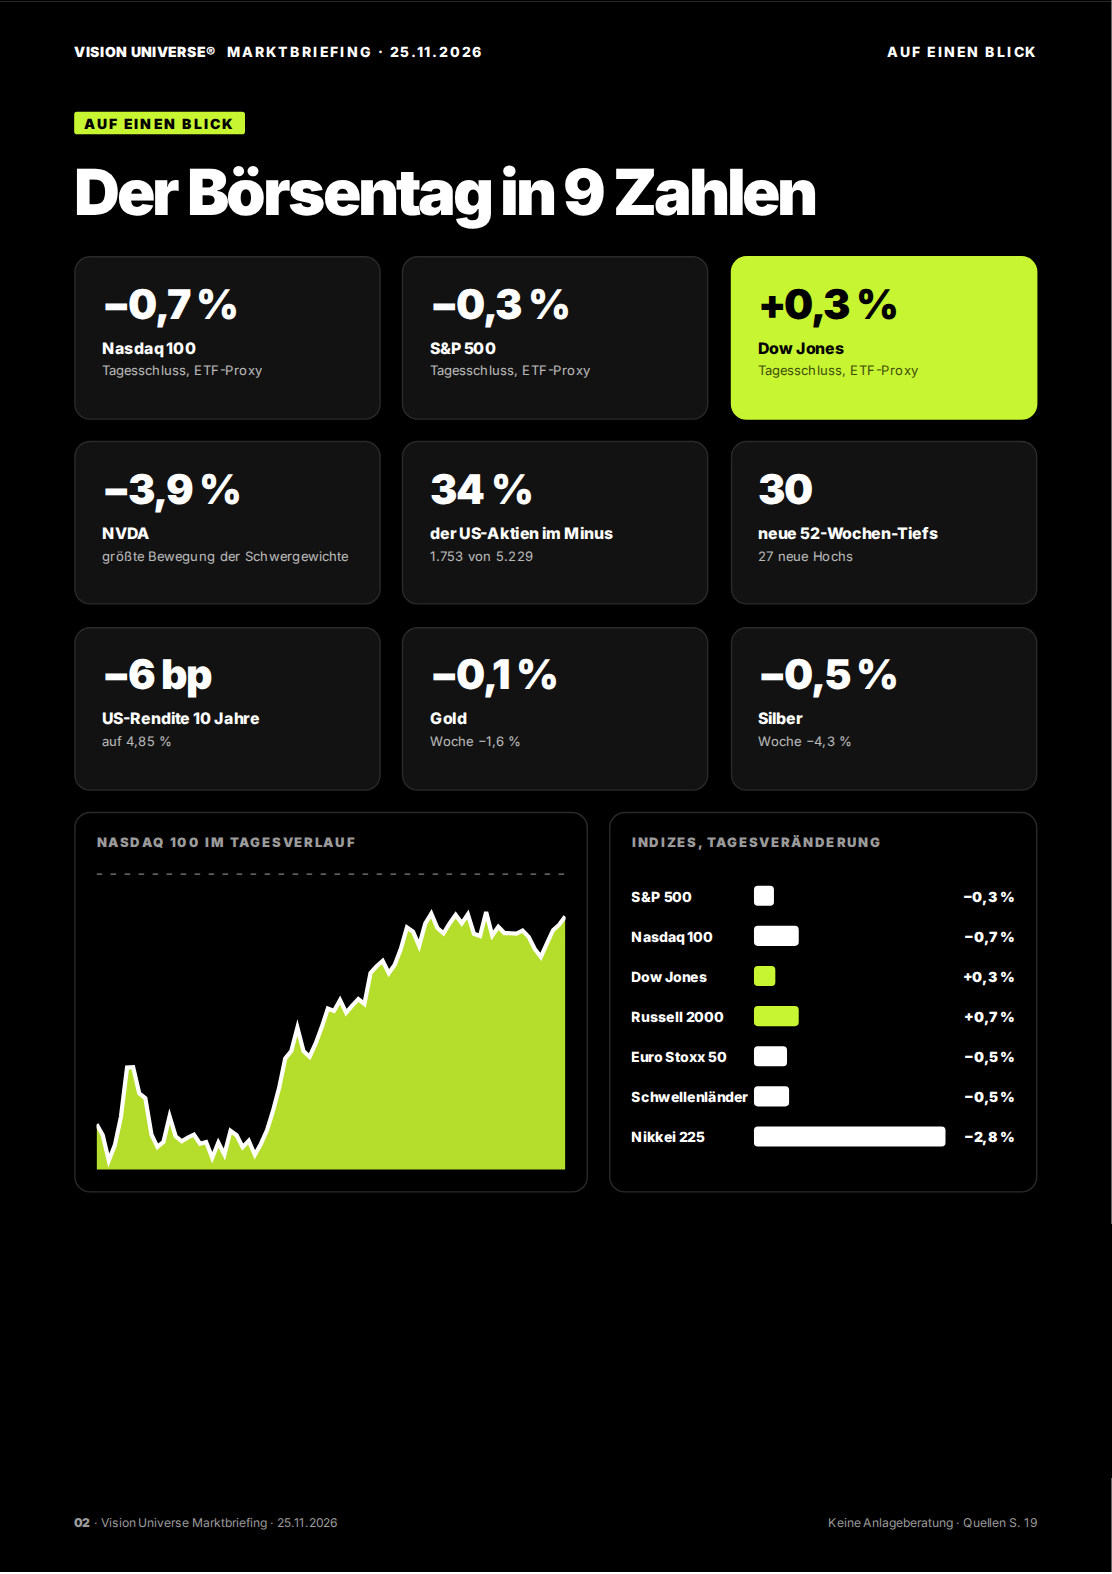 VISION UNIVERSE® MARKTBRIEFING · 25.11.2026
AUF EINEN BLICK
AUF EINEN BLICK
Der Börsentag in 9 Zahlen
−0,7 %
Nasdaq 100
Tagesschluss, ETF-Proxy
−0,3 %
S&P 500
Tagesschluss, ETF-Proxy
+0,3 %
Dow Jones
Tagesschluss, ETF-Proxy
−3,9 %
NVDA
größte Bewegung der Schwergewichte
34 %
der US-Aktien im Minus
1.753 von 5.229
30
neue 52-Wochen-Tiefs
27 neue Hochs
−6 bp
US-Rendite 10 Jahre
auf 4,85 %
−0,1 %
Gold
Woche −1,6 %
−0,5 %
Silber
Woche −4,3 %
NASDAQ 100 IM TAGESVERLAUF
INDIZES, TAGESVERÄNDERUNG
S&P 500 −0,3 %
Nasdaq 100 −0,7 %
Dow Jones +0,3 %
Russell 2000 +0,7 %
Euro Stoxx 50 −0,5 %
Schwellenländer −0,5 %
Nikkei 225 −2,8 %
02 · Vision Universe Marktbriefing · 25.11.2026
Keine Anlageberatung · Quellen S. 19